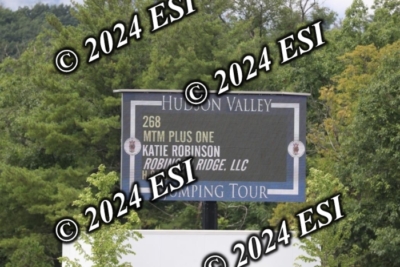 HUDSON VALLEY
268
MTM PLUS ONE
KATIE ROBINSON
RIDGE, LLC
JUMPING TOUR
© 2024 ESI
© 2024 ESI
© 2024 ESI
© 2024 ESI
© 2024 ESI